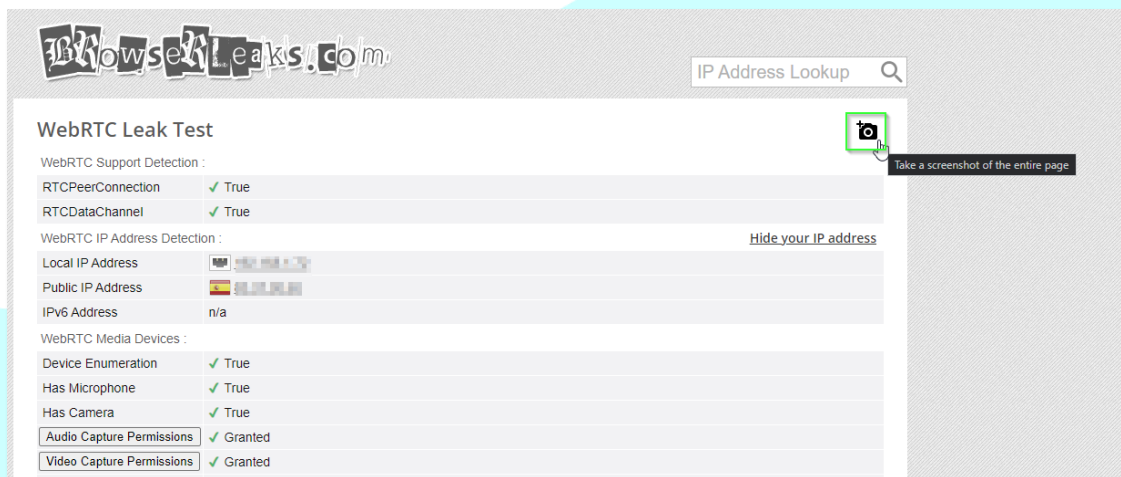 BRowseRLeaks.com
IP Address Lookup
WebRTC Leak Test
Take a screenshot of the entire page
WebRTC Support Detection :
RTCPeerConnection True
RTCDataChannel True
WebRTC IP Address Detection : Hide your IP address
Local IP Address
Public IP Address
IPv6 Address n/a
WebRTC Media Devices :
Device Enumeration True
Has Microphone True
Has Camera True
Audio Capture Permissions Granted
Video Capture Permissions Granted